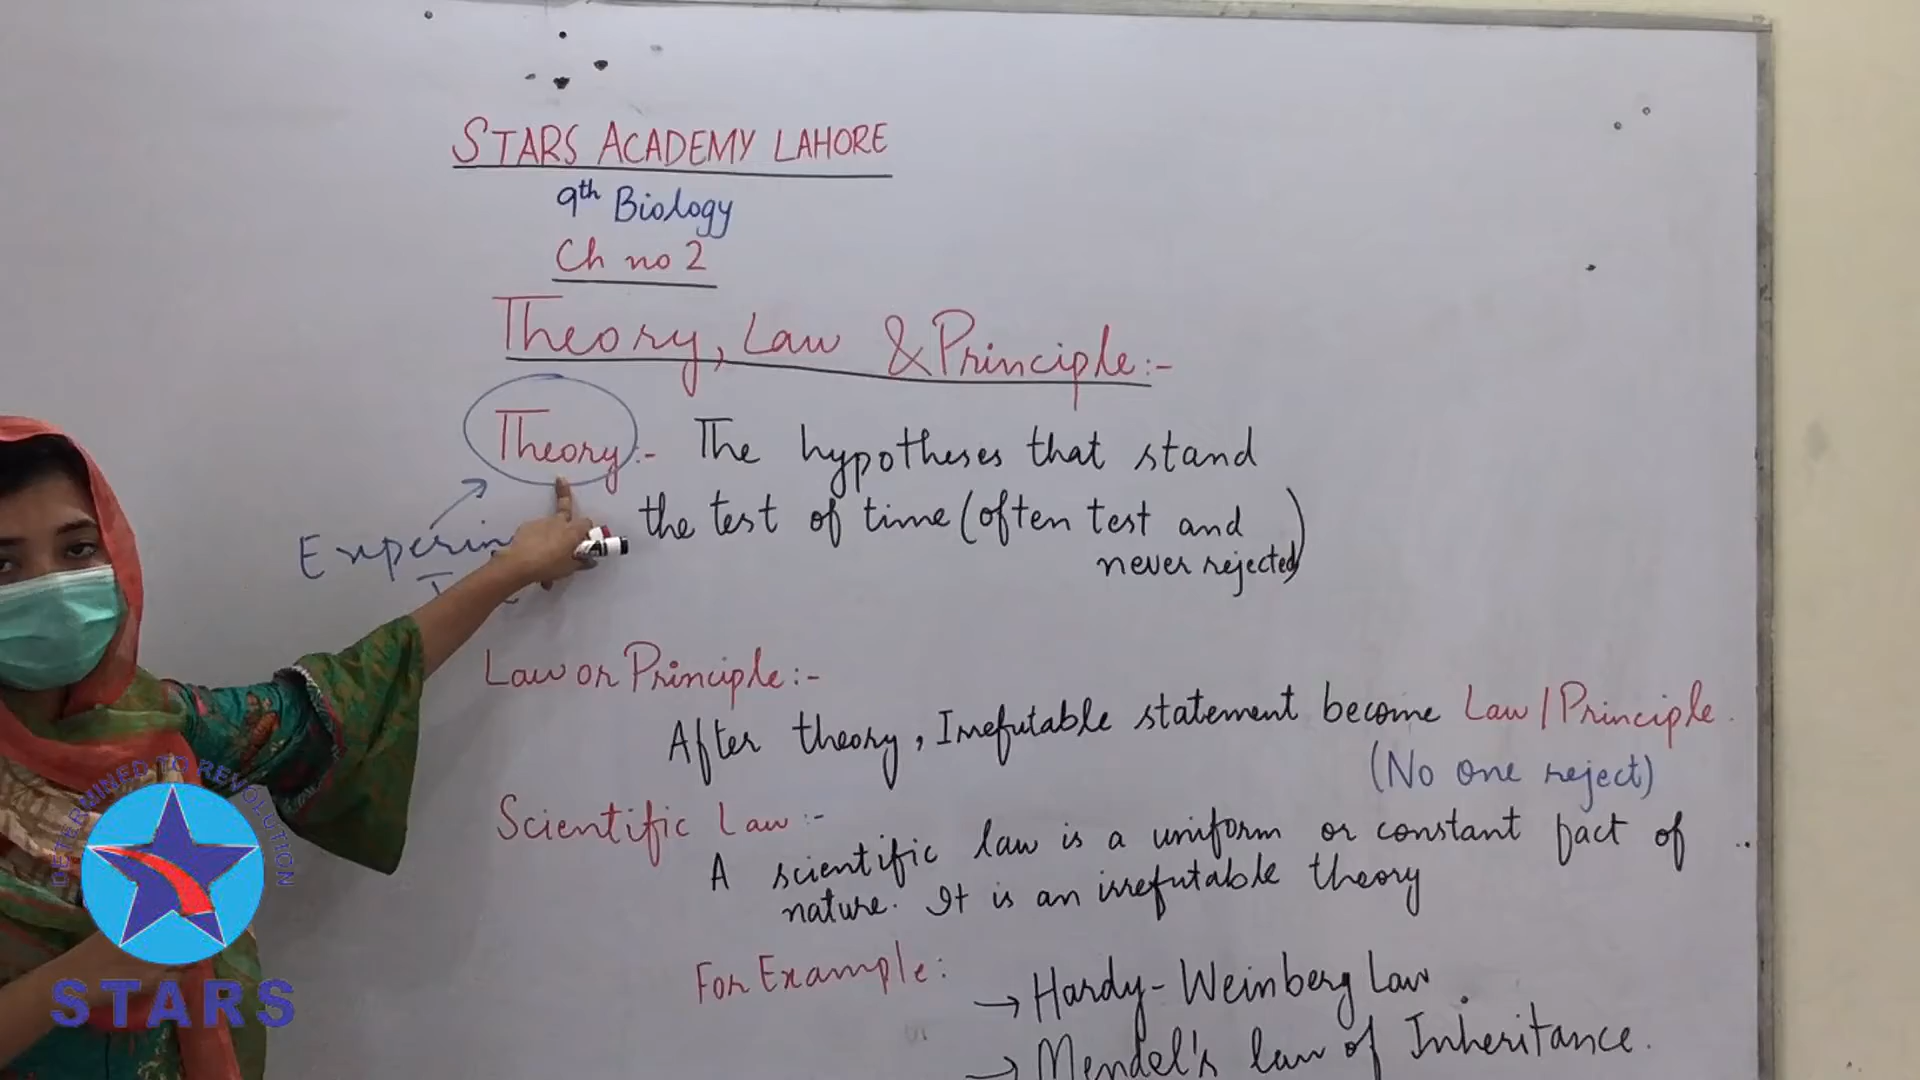 STARS ACADEMY LAHORE
9th Biology
Ch no 2
Theory, Law & Principle:-
Theory:- The hypotheses that stand
the test of time (often test and
never rejected)
Law or Principle:-
After theory, Irrefutable statement become Law / Principle.
(No one reject)
Scientific Law:-
A scientific law is a uniform or constant fact of
nature. It is an irrefutable theory
For Example:
→ Hardy-Weinberg Law
→ Mendel's law of Inheritance.
DETERMINED TO REVOLUTION
STARS